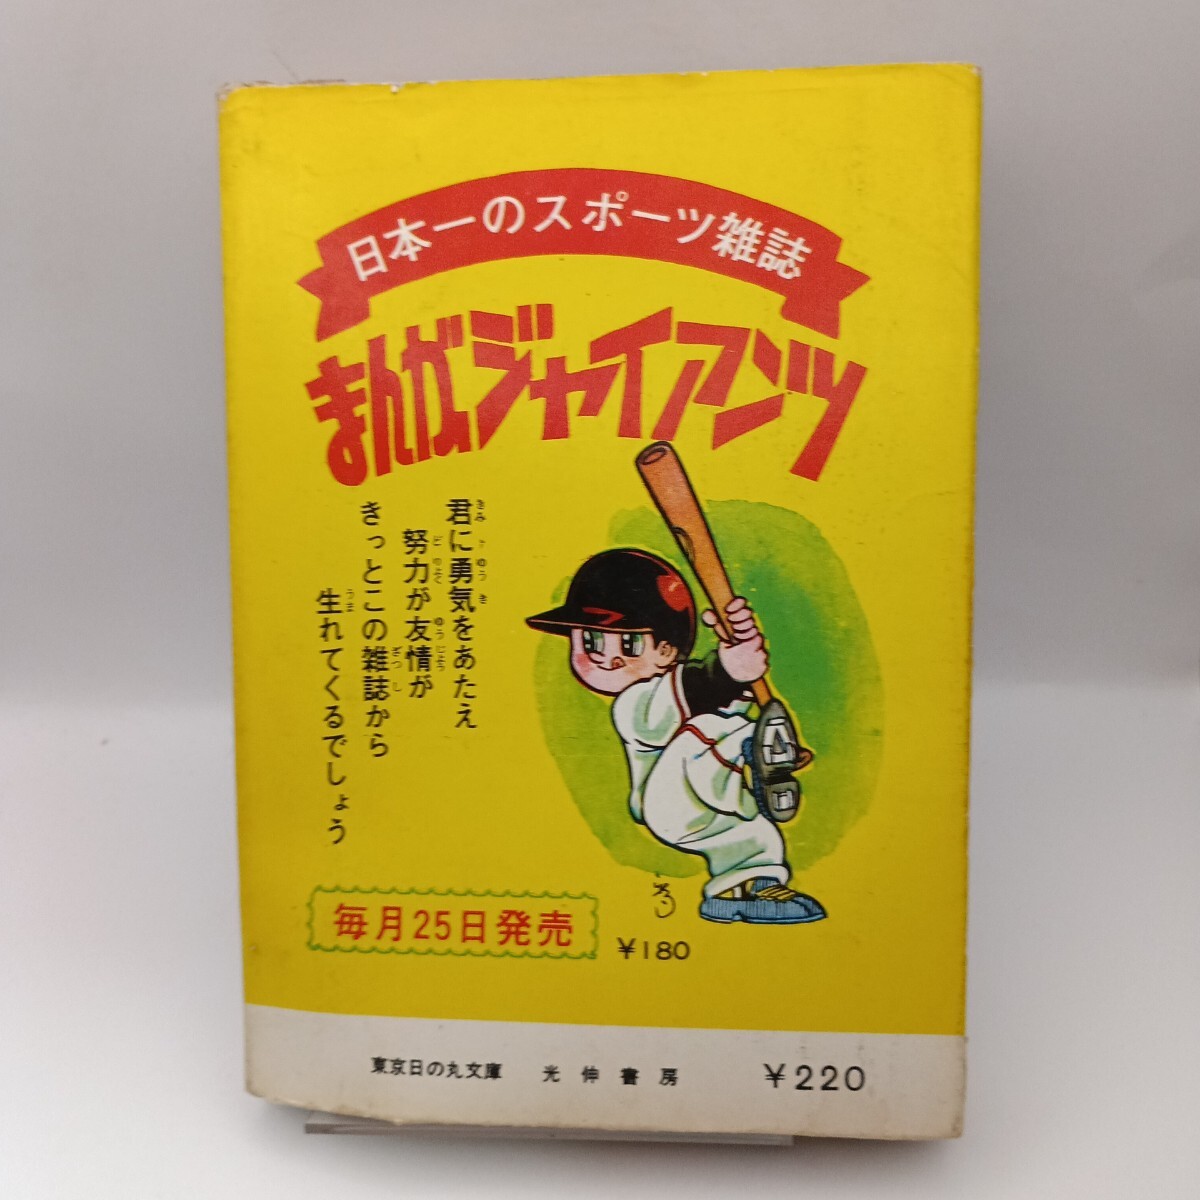 日本一のスポーツ雑誌
まんがジャイアンツ
君に勇気をあたえ
努力が友情が
きっとこの雑誌から
生れてくるでしょう
毎月25日発売
¥180
東京日の丸文庫 光伸書房 ¥220